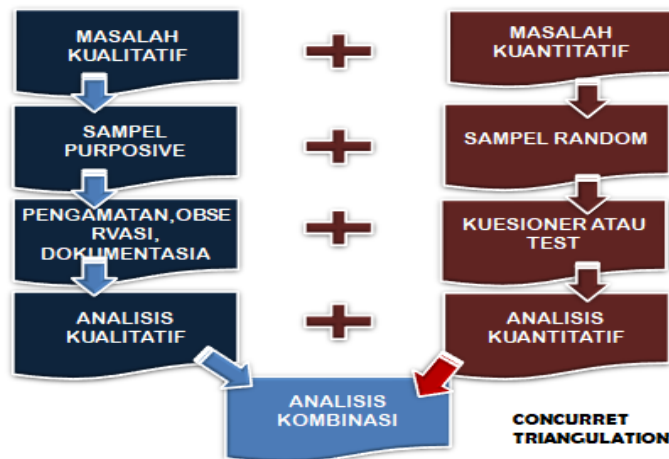 MASALAH
KUALITATIF
MASALAH
KUANTITATIF
SAMPEL
PURPOSIVE
SAMPEL RANDOM
PENGAMATAN,OBSE
RVASI,
DOKUMENTASIA
KUESIONER ATAU
TEST
ANALISIS
KUALITATIF
ANALISIS
KUANTITATIF
ANALISIS
KOMBINASI
CONCURRET
TRIANGULATION